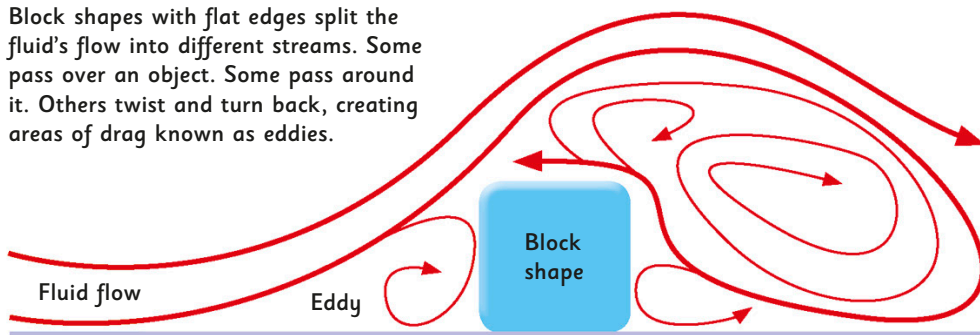 Block shapes with flat edges split the
fluid's flow into different streams. Some
pass over an object. Some pass around
it. Others twist and turn back, creating
areas of drag known as eddies.
Block
shape
Fluid flow
Eddy